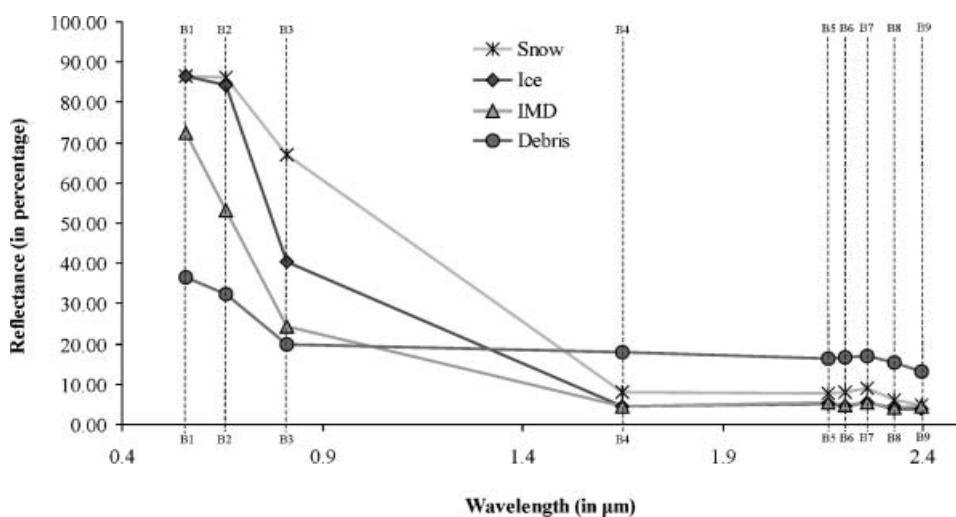 100.00
90.00
80.00
70.00
60.00
50.00
40.00
30.00
20.00
10.00
0.00
Reflectance (in percentage)
B1 B2 B3 B4 B5 B6 B7 B8 B9
Snow
Ice
IMD
Debris
B1 B2 B3 B4 B5 B6 B7 B8 B9
0.4 0.9 1.4 1.9 2.4
Wavelength (in μm)